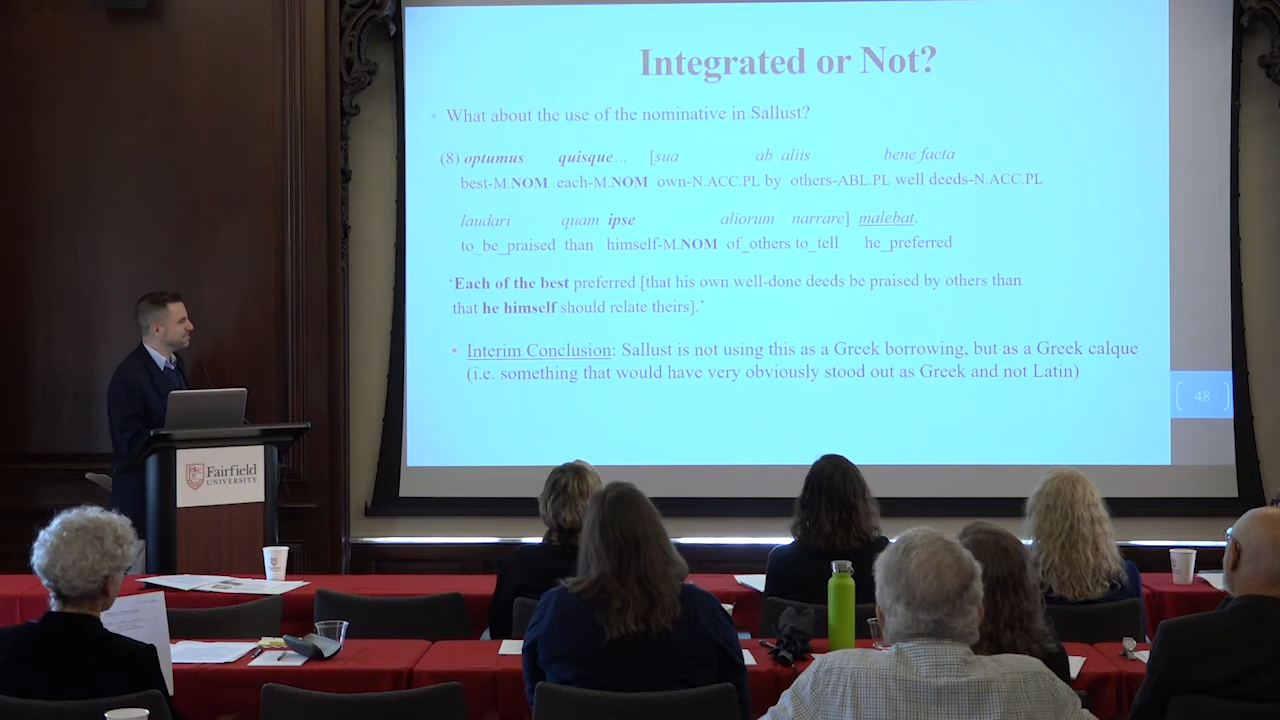 Integrated or Not?
• What about the use of the nominative in Sallust?
(8) optumus quisque... [sua ab aliis bene facta
best-M.NOM each-M.NOM own-N.ACC.PL by others-ABL.PL well deeds-N.ACC.PL
laudari quam ipse aliorum narrare] malebat.
to_be_praised than himself-M.NOM of_others to_tell he_preferred
‘Each of the best preferred [that his own well-done deeds be praised by others than
that he himself should relate theirs].’
• Interim Conclusion: Sallust is not using this as a Greek borrowing, but as a Greek calque
(i.e. something that would have very obviously stood out as Greek and not Latin)
48
Fairfield
UNIVERSITY